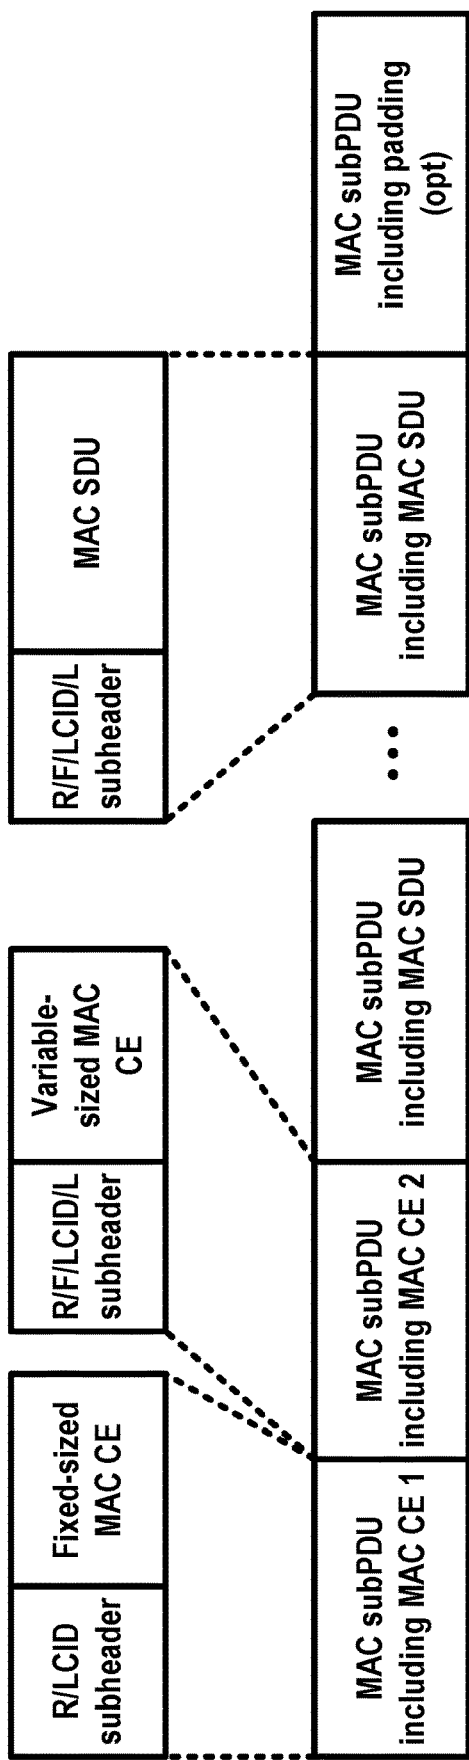 R/LCID
subheader
Fixed-sized
MAC CE
R/F/LCID/L
subheader
Variable-
sized MAC
CE
R/F/LCID/L
subheader
MAC SDU
MAC subPDU
including MAC CE 1
MAC subPDU
including MAC CE 2
MAC subPDU
including MAC SDU
...
MAC subPDU
including MAC SDU
MAC subPDU
including padding
(opt)